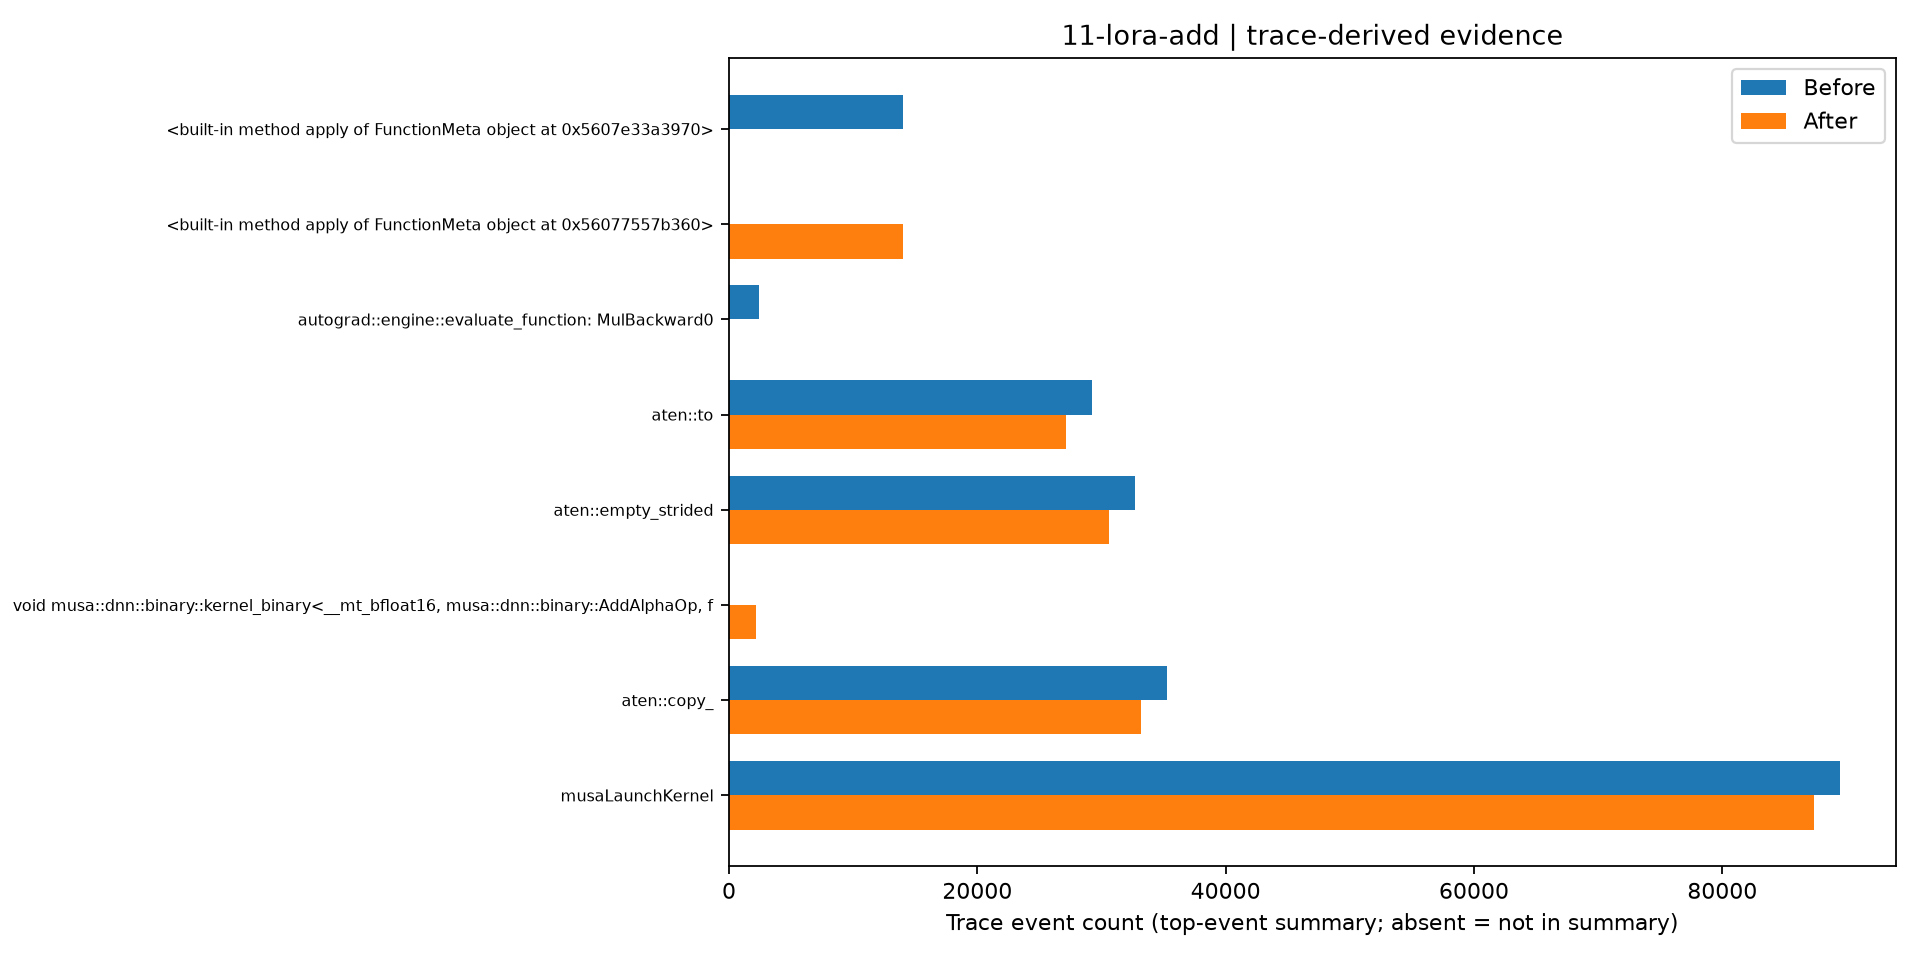 11-lora-add | trace-derived evidence
Before
After
<built-in method apply of FunctionMeta object at 0x5607e33a3970>
<built-in method apply of FunctionMeta object at 0x56077557b360>
autograd::engine::evaluate_function: MulBackward0
aten::to
aten::empty_strided
void musa::dnn::binary::kernel_binary<__mt_bfloat16, musa::dnn::binary::AddAlphaOp, f
aten::copy_
musaLaunchKernel
0 20000 40000 60000 80000
Trace event count (top-event summary; absent = not in summary)